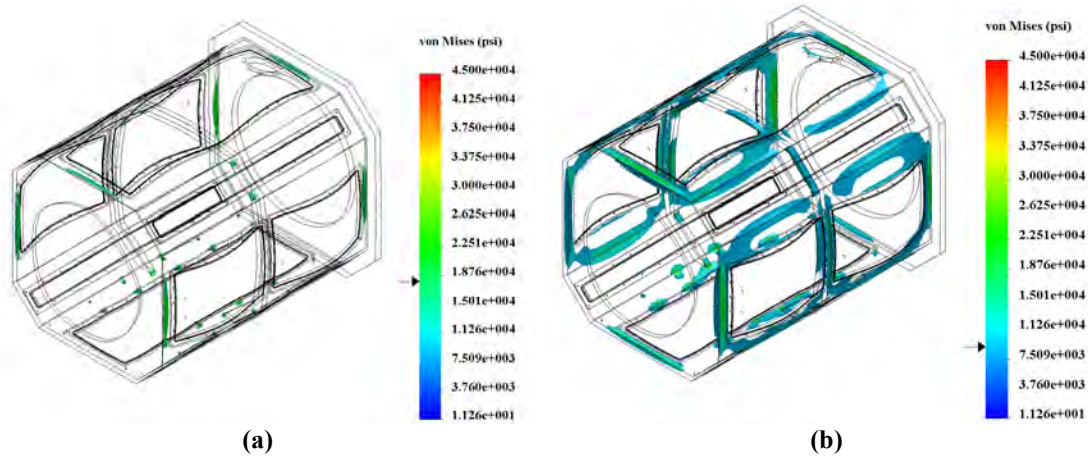 von Mises (psi)
4.500e+004
4.125e+004
3.750e+004
3.375e+004
3.000e+004
2.625e+004
2.251e+004
1.876e+004
1.501e+004
1.126e+004
7.509e+003
3.760e+003
1.126e+001
(a)
von Mises (psi)
4.500e+004
4.125e+004
3.750e+004
3.375e+004
3.000e+004
2.625e+004
2.251e+004
1.876e+004
1.501e+004
1.126e+004
7.509e+003
3.760e+003
1.126e+001
(b)